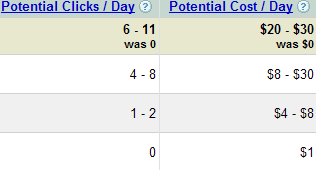 Potential Clicks / Day ? Potential Cost / Day ?
6 - 11 $20 - $30
was 0 was $0
4 - 8 $8 - $30
1 - 2 $4 - $8
0 $1